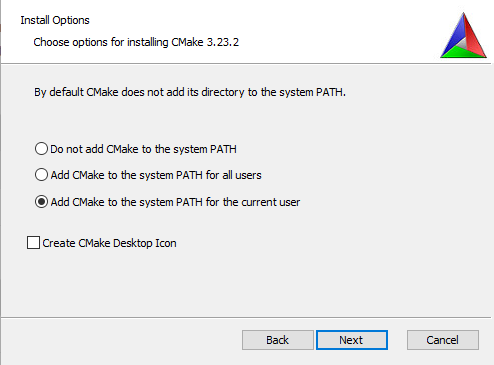 Install Options
Choose options for installing CMake 3.23.2
By default CMake does not add its directory to the system PATH.
Do not add CMake to the system PATH
Add CMake to the system PATH for all users
Add CMake to the system PATH for the current user
Create CMake Desktop Icon
Back Next Cancel